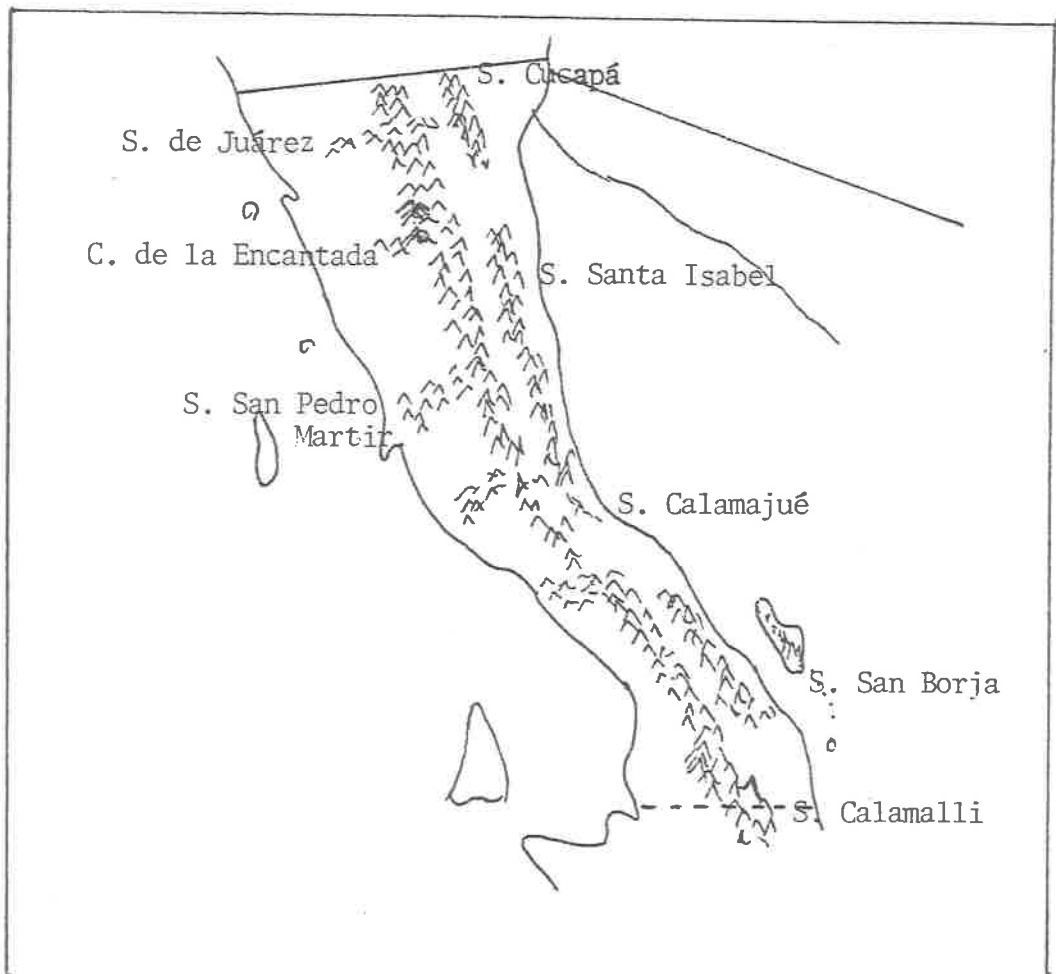 S. Cucapá
S. de Juárez
C. de la Encantada
S. Santa Isabel
S. San Pedro
Martir
S. Calamajué
S. San Borja
S. Calamalli